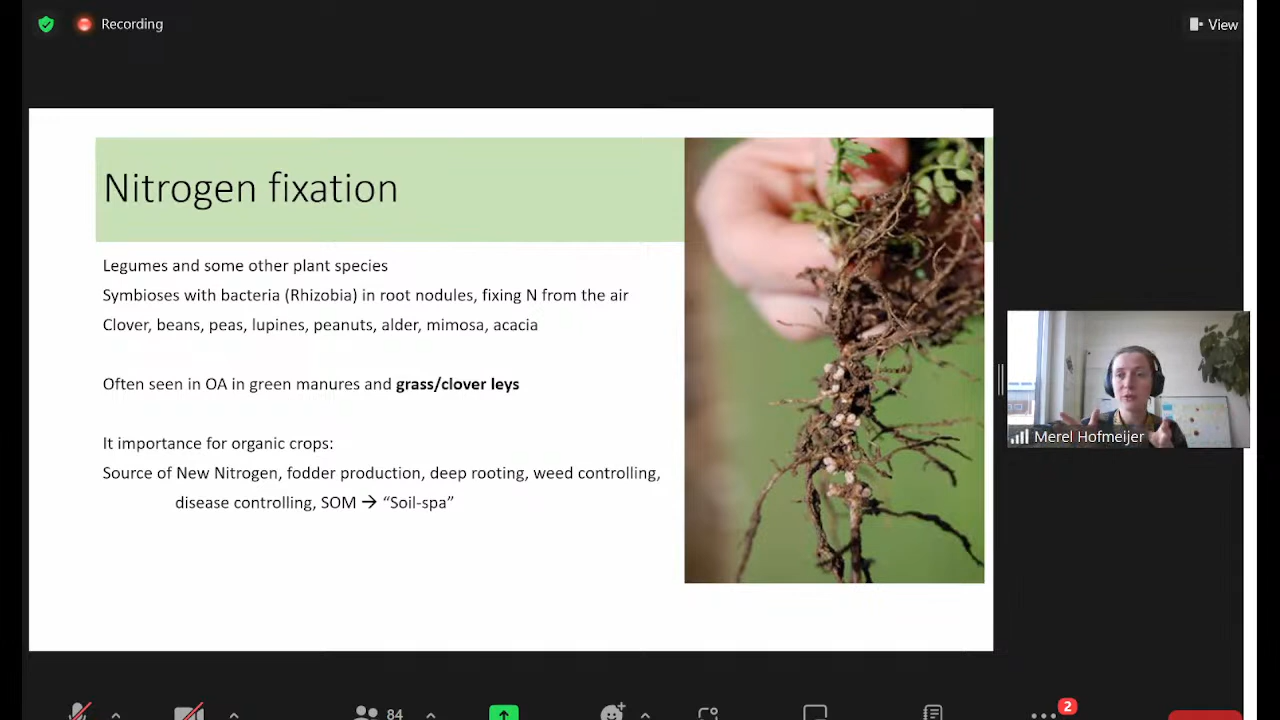 Recording
View
Nitrogen fixation
Legumes and some other plant species
Symbioses with bacteria (Rhizobia) in root nodules, fixing N from the air
Clover, beans, peas, lupines, peanuts, alder, mimosa, acacia
Often seen in OA in green manures and grass/clover leys
It importance for organic crops:
Source of New Nitrogen, fodder production, deep rooting, weed controlling,
disease controlling, SOM → “Soil-spa”
Merel Hofmeijer
84
2